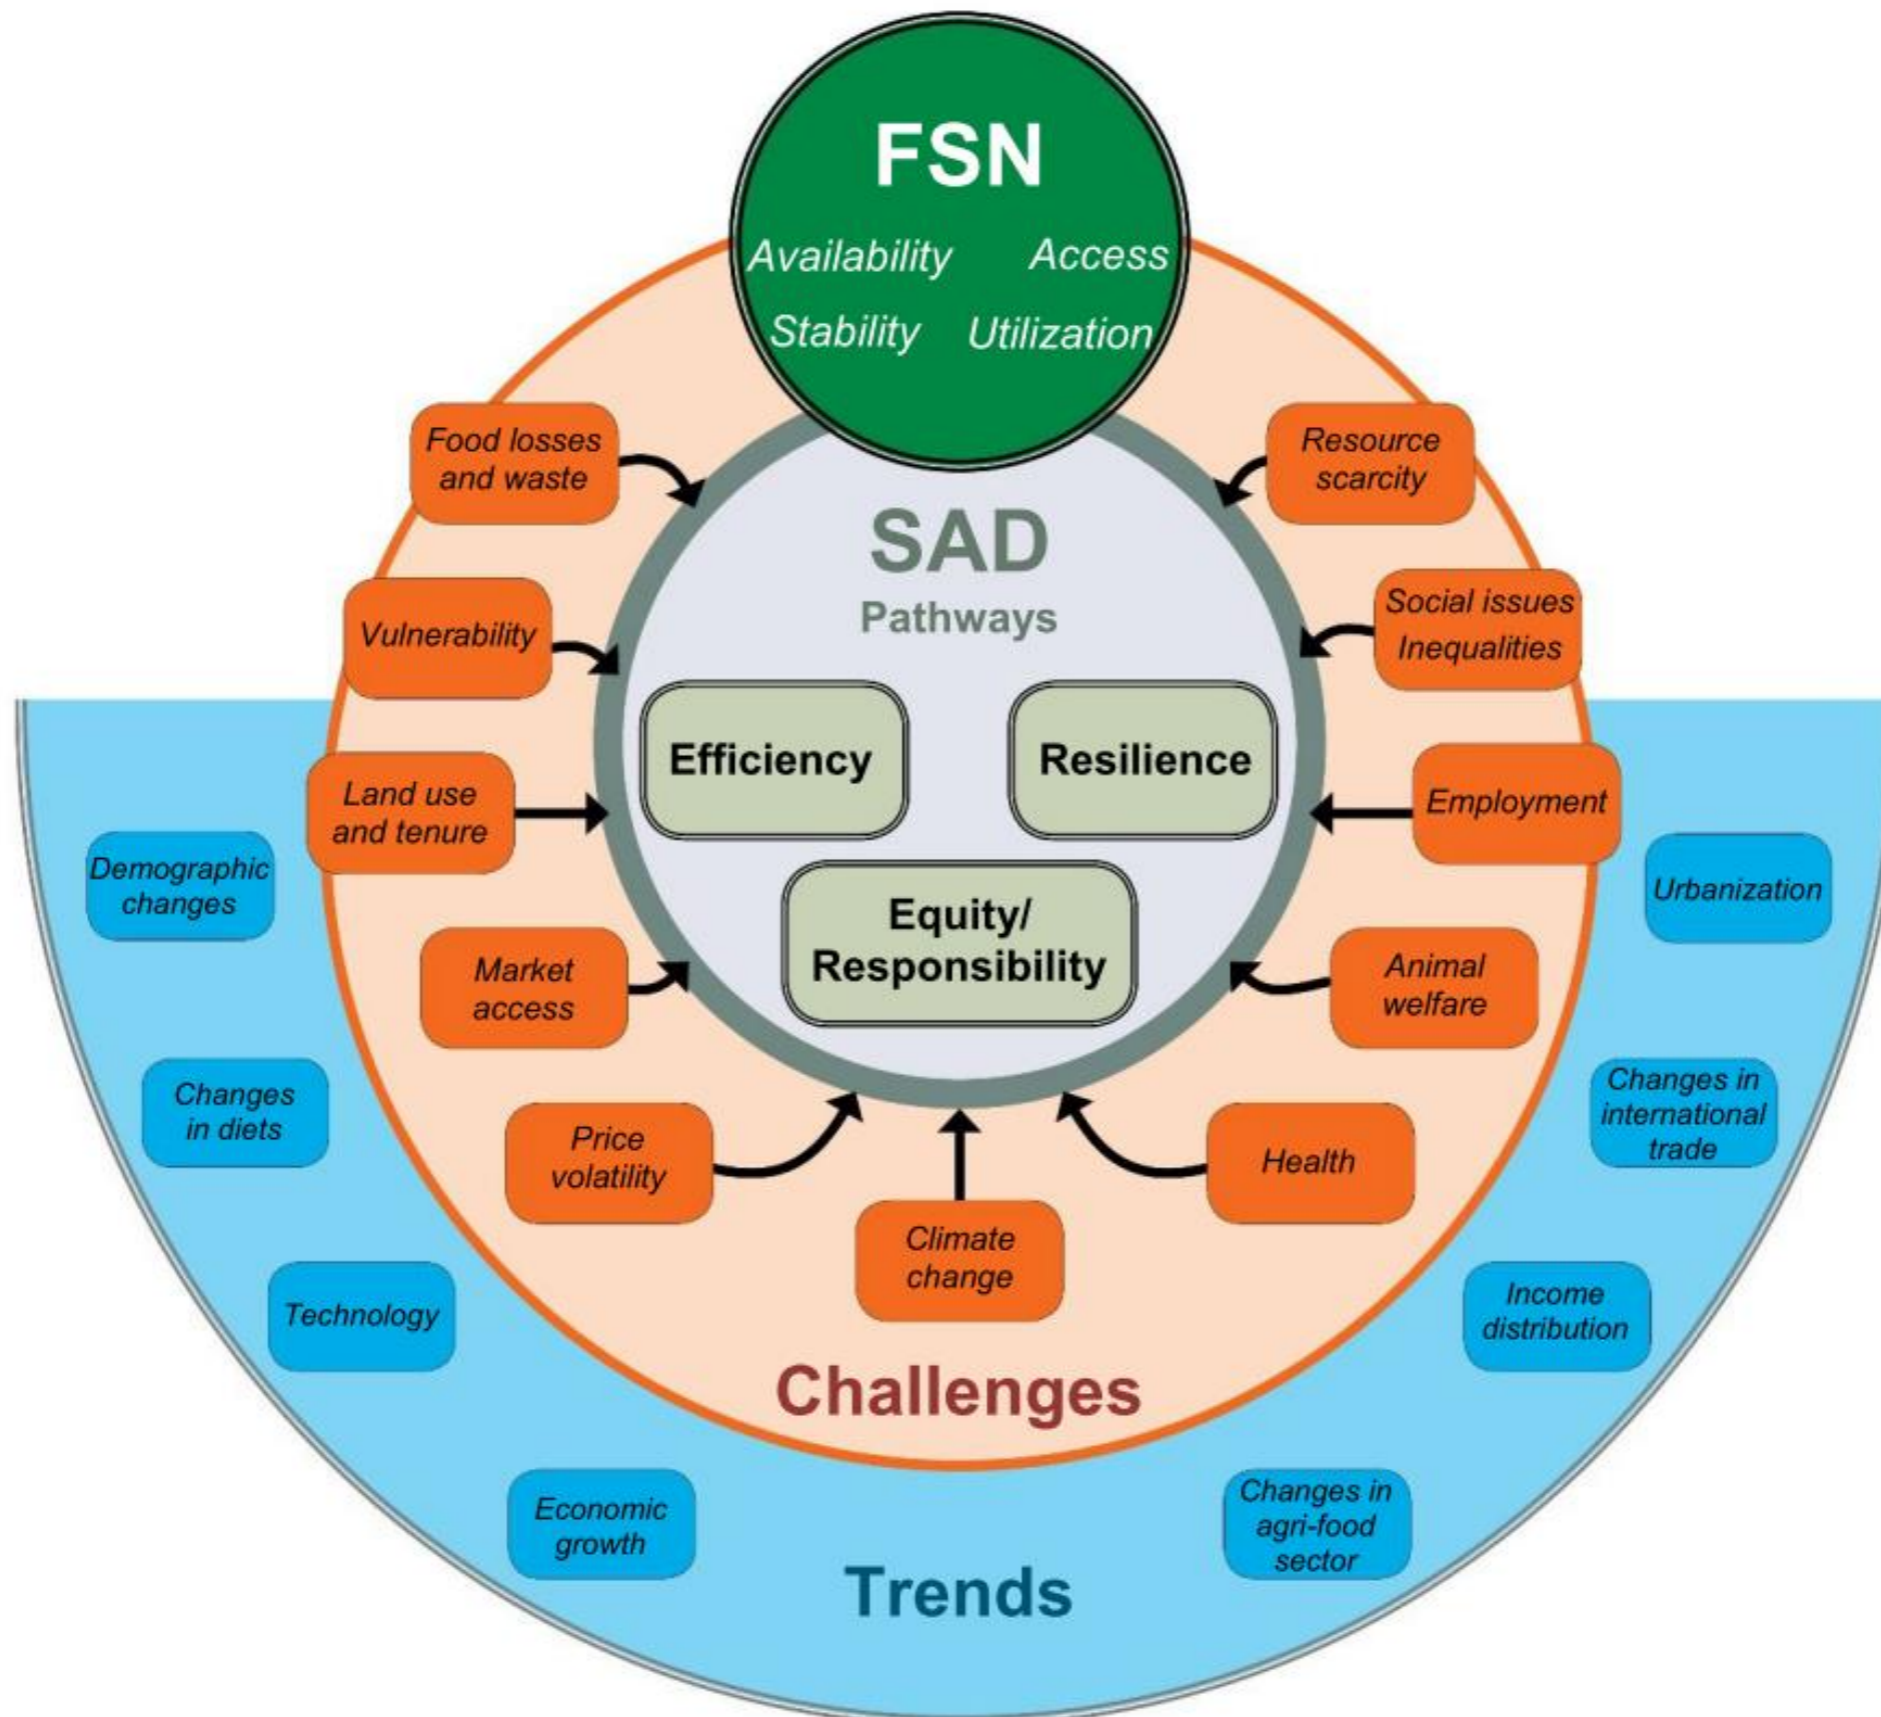 FSN
Availability Access
Stability Utilization
Food losses
and waste
Resource
scarcity
SAD
Pathways
Vulnerability
Social issues
Inequalities
Efficiency
Resilience
Land use
and tenure
Employment
Demographic
changes
Urbanization
Equity/
Responsibility
Market
access
Animal
welfare
Changes
in diets
Changes in
international
trade
Price
volatility
Health
Climate
change
Technology
Income
distribution
Challenges
Economic
growth
Changes in
agri-food
sector
Trends